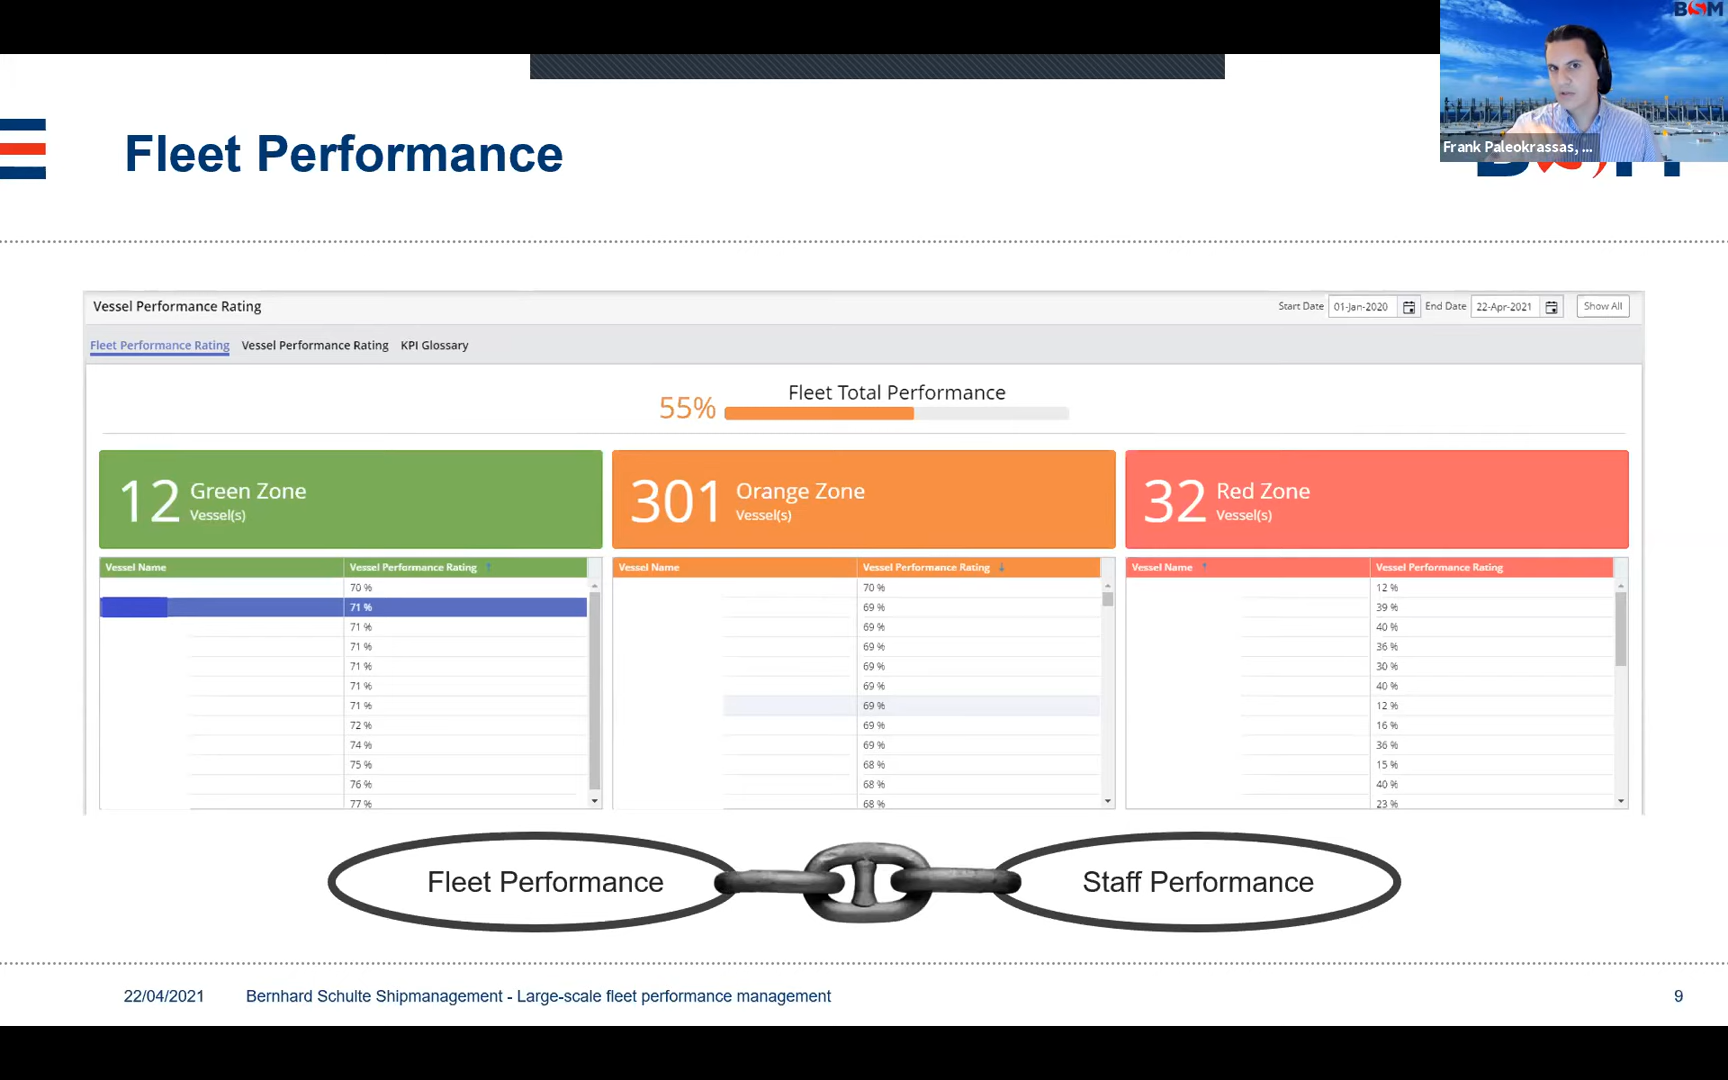 BSM
Frank Paleokrassas, ...
Fleet Performance
Vessel Performance Rating
Start Date 01-Jan-2020 End Date 22-Apr-2021 Show All
Fleet Performance Rating Vessel Performance Rating KPI Glossary
Fleet Total Performance
55%
12 Green Zone
Vessel(s)
301 Orange Zone
Vessel(s)
32 Red Zone
Vessel(s)
Vessel Name Vessel Performance Rating Vessel Name Vessel Performance Rating Vessel Name Vessel Performance Rating
70 % 70 % 12 %
71 % 69 % 39 %
71 % 69 % 40 %
71 % 69 % 36 %
71 % 69 % 30 %
71 % 69 % 40 %
71 % 69 % 12 %
72 % 69 % 16 %
74 % 69 % 36 %
75 % 68 % 15 %
76 % 68 % 40 %
77 % 68 % 23 %
Fleet Performance Staff Performance
22/04/2021 Bernhard Schulte Shipmanagement - Large-scale fleet performance management 9